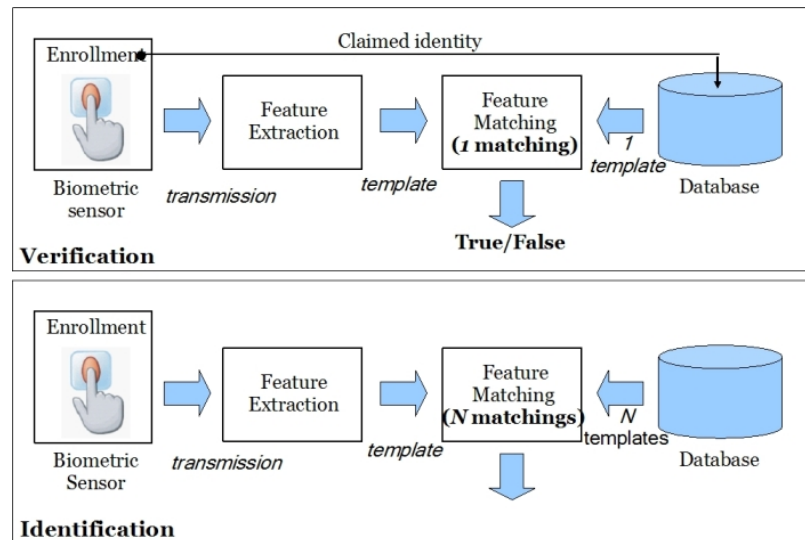 Claimed identity
Enrollment
Feature
Extraction
Feature
Matching
(1 matching)
1
template
Database
Biometric
sensor
transmission
template
True/False
Verification
Enrollment
Feature
Extraction
Feature
Matching
(N matchings)
N
templates
Database
Biometric
Sensor
transmission
template
Identification